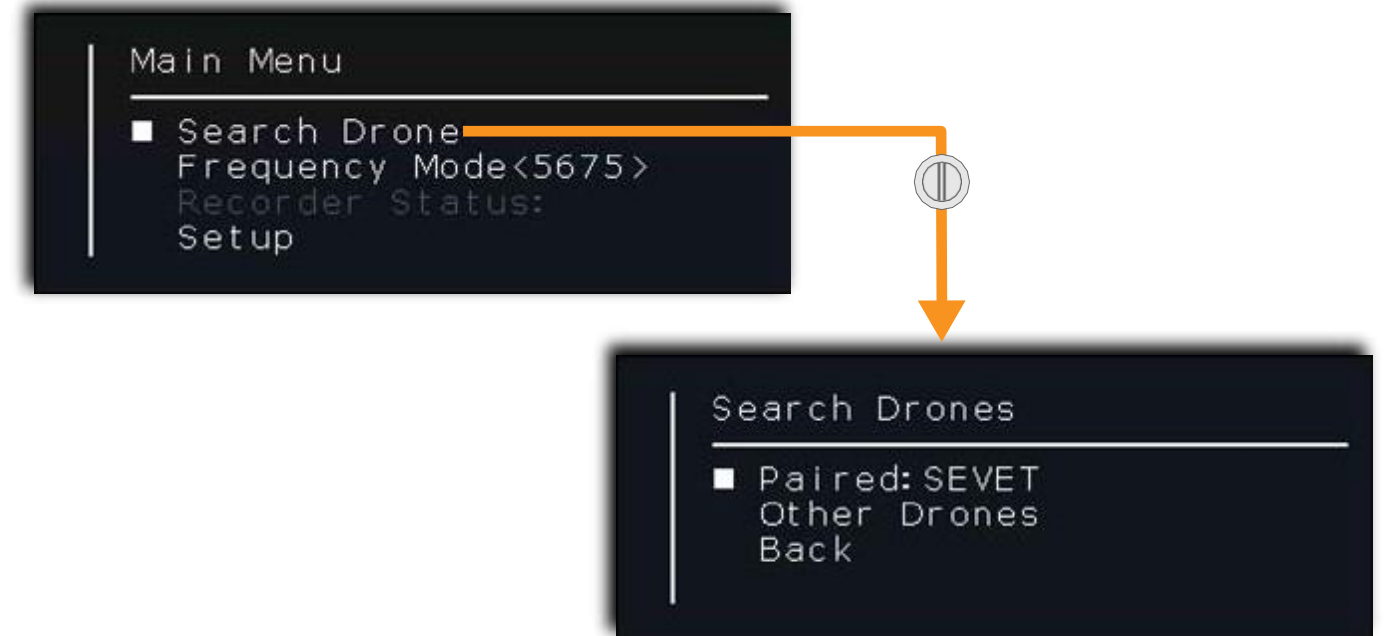 Main Menu
Search Drone
Frequency Mode<5675>
Recorder Status:
Setup
Search Drones
Paired: SEVET
Other Drones
Back